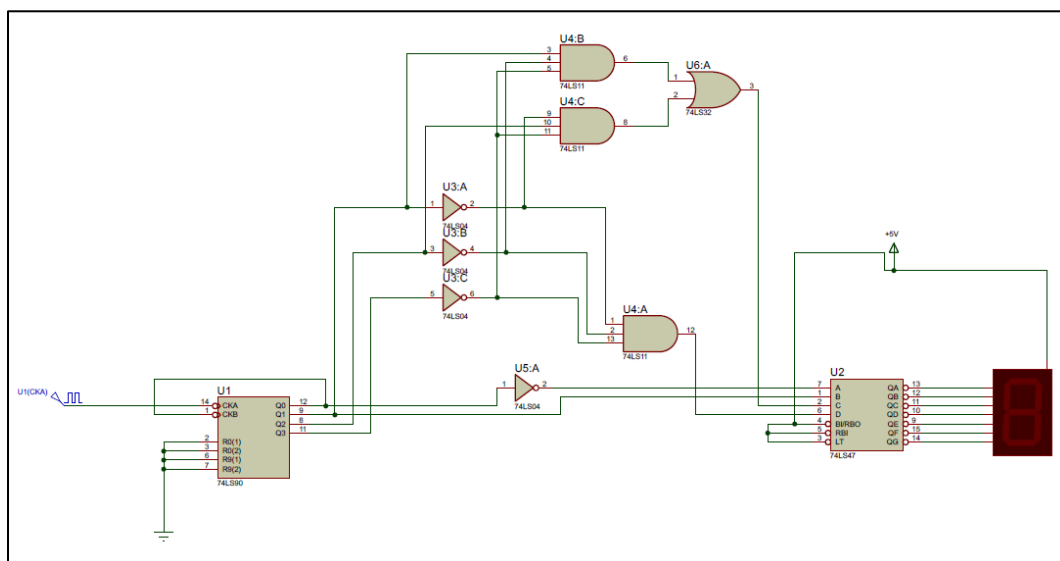 U4:B
3
4
5
6
74LS11
U6:A
1
2
3
74LS32
U4:C
9
10
11
8
74LS11
U3:A
1
2
74LS04
U3:B
3
4
74LS04
U3:C
5
6
74LS04
+5V
U4:A
1
2
13
12
74LS11
U5:A
1
2
74LS04
U1(CKA)
U1
14 CKA Q0 12
1 CKB Q1 9
Q2 8
Q3 11
2 R0(1)
3 R0(2)
6 R9(1)
7 R9(2)
74LS90
U2
7 A QA 13
1 B QB 12
2 C QC 11
6 D QD 10
4 BI/RBO QE 9
5 RBI QF 15
3 LT QG 14
74LS47